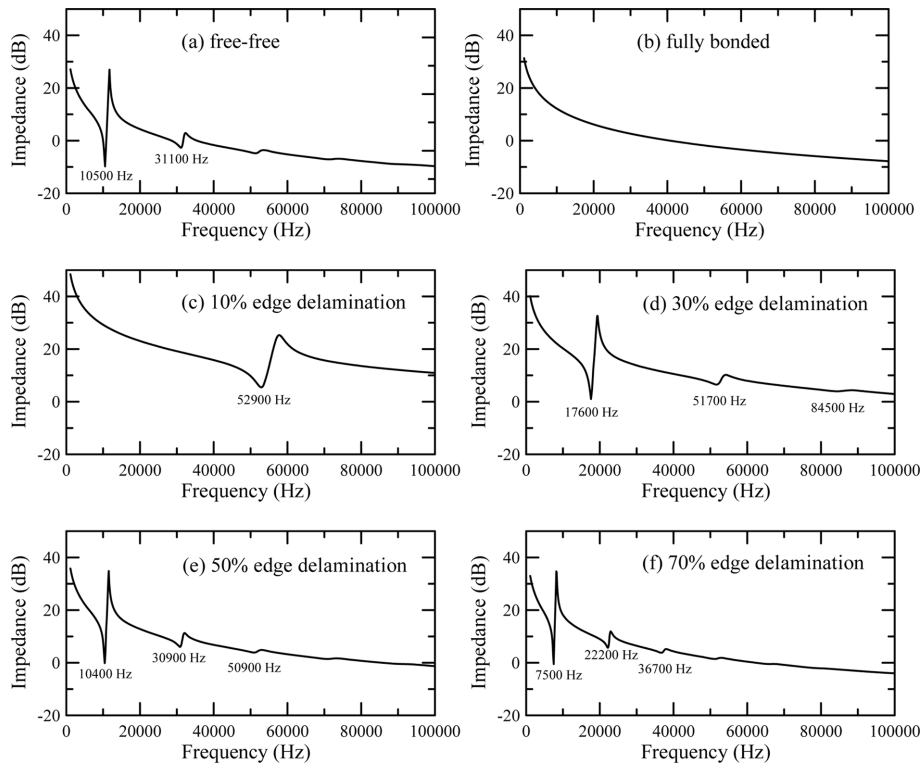 (a) free-free
Impedance (dB)
40
20
0
-20
10500 Hz
31100 Hz
0 20000 40000 60000 80000 100000
Frequency (Hz)
(b) fully bonded
Impedance (dB)
40
20
0
-20
0 20000 40000 60000 80000 100000
Frequency (Hz)
(c) 10% edge delamination
Impedance (dB)
40
20
0
-20
52900 Hz
0 20000 40000 60000 80000 100000
Frequency (Hz)
(d) 30% edge delamination
Impedance (dB)
40
20
0
-20
17600 Hz
51700 Hz
84500 Hz
0 20000 40000 60000 80000 100000
Frequency (Hz)
(e) 50% edge delamination
Impedance (dB)
40
20
0
-20
10400 Hz
30900 Hz
50900 Hz
0 20000 40000 60000 80000 100000
Frequency (Hz)
(f) 70% edge delamination
Impedance (dB)
40
20
0
-20
7500 Hz
22200 Hz
36700 Hz
0 20000 40000 60000 80000 100000
Frequency (Hz)